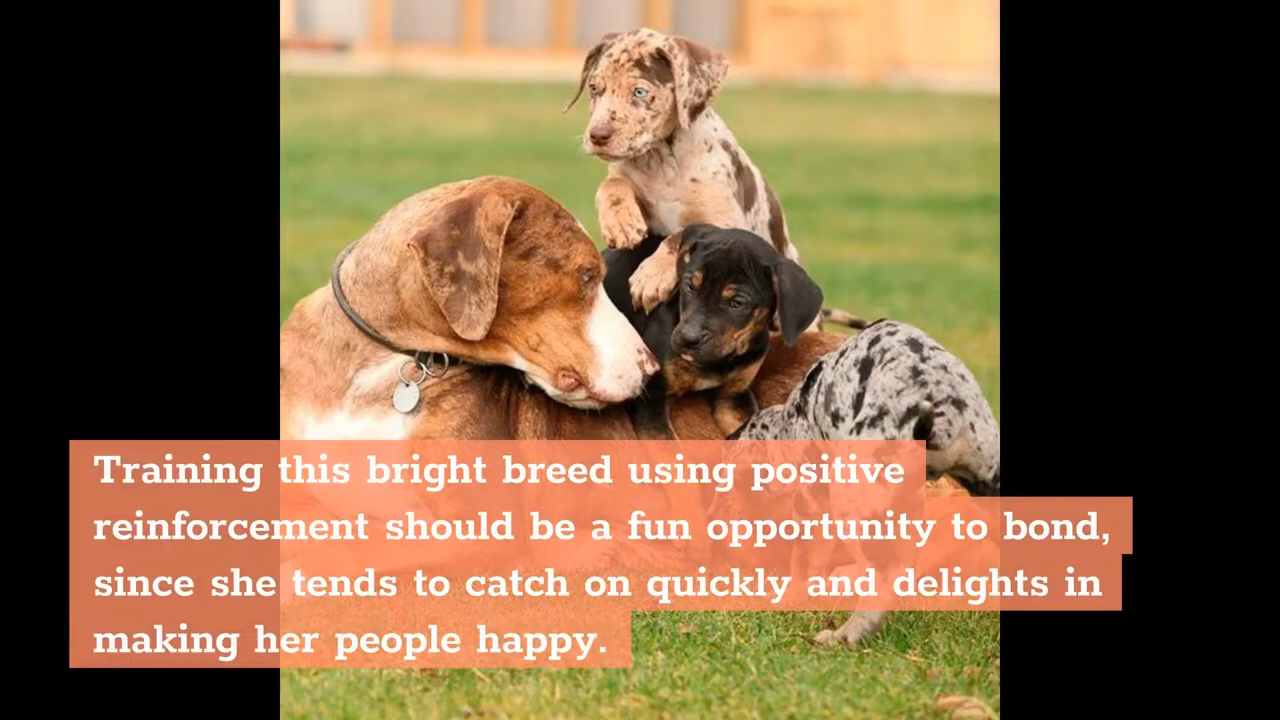 Training this bright breed using positive
reinforcement should be a fun opportunity to bond,
since she tends to catch on quickly and delights in
making her people happy.